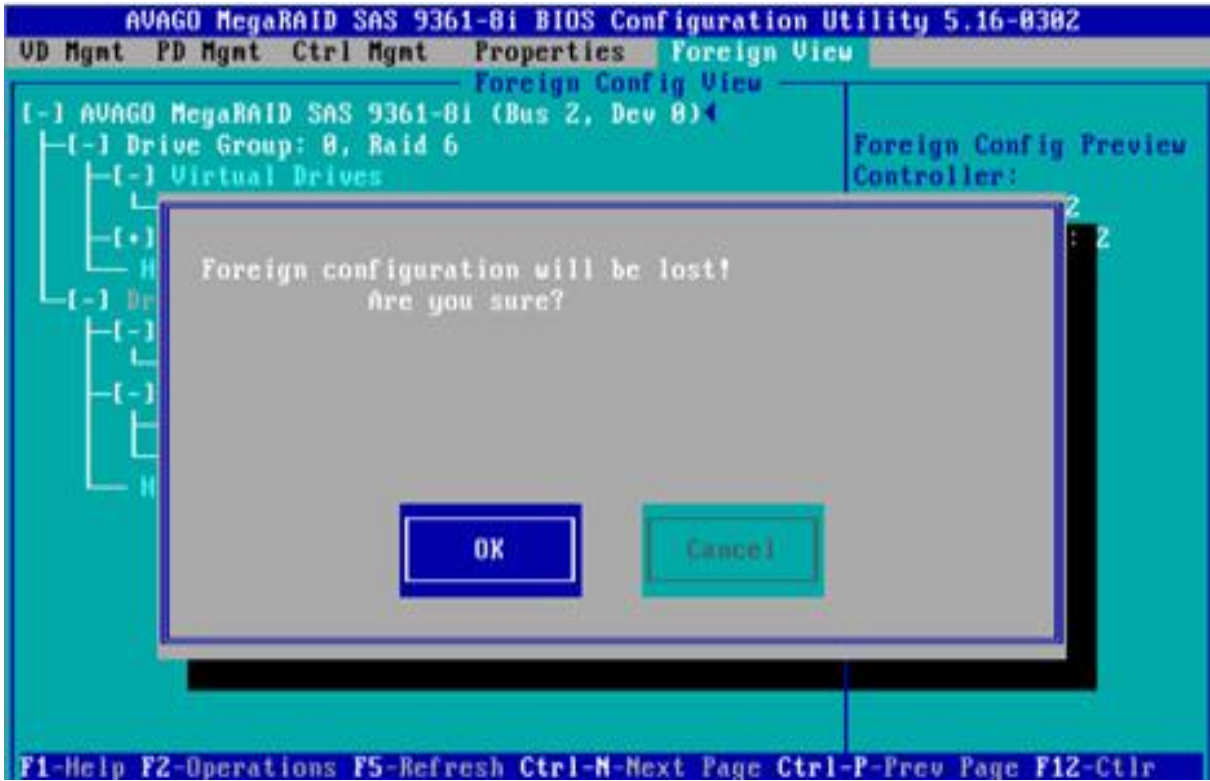 AVAGO MegaRAID SAS 9361-8i BIOS Configuration Utility 5.16-0302
VD Mgmt PD Mgmt Ctrl Mgmt Properties Foreign View
Foreign Config View
[-] AVAGO MegaRAID SAS 9361-8i (Bus 2, Dev 0)
[-] Drive Group: 0, Raid 6
Foreign Config Preview
[-] Virtual Drives
Controller:
2
[+]
: 2
H
Foreign configuration will be lost!
[-] Dr
Are you sure?
[-]
[-]
H
OK
Cancel
F1-Help F2-Operations F5-Refresh Ctrl-N-Next Page Ctrl-P-Prev Page F12-Ctlr